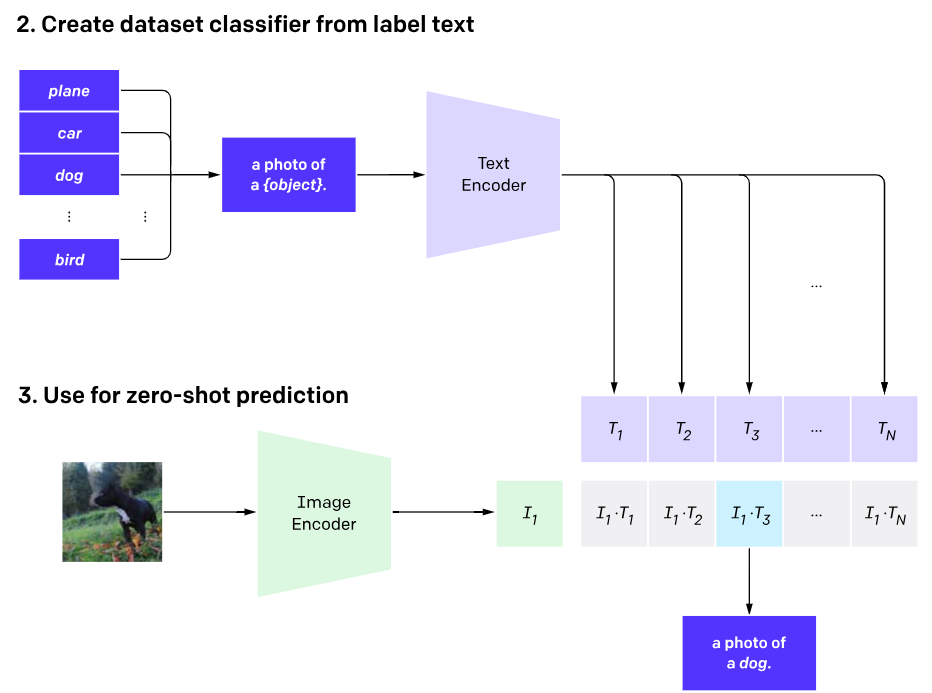 2. Create dataset classifier from label text
plane
car
dog
⋮ ⋮
bird
a photo of
a {object}.
Text
Encoder
...
3. Use for zero-shot prediction
Image
Encoder
I1
T1 T2 T3 ... TN
I1·T1 I1·T2 I1·T3 ... I1·TN
a photo of
a dog.